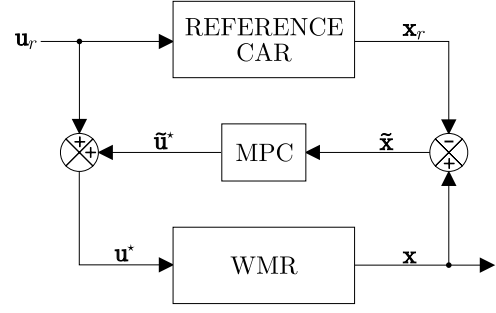 u_r
REFERENCE
CAR
x_r
+
+
ũ*
MPC
x̃
-
+
u*
WMR
x